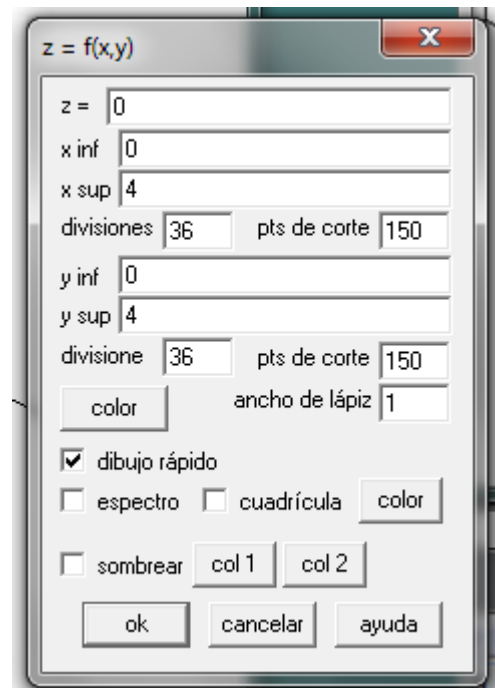 z = f(x,y)
z = 0
x inf 0
x sup 4
divisiones 36 pts de corte 150
y inf 0
y sup 4
divisione 36 pts de corte 150
color ancho de lápiz 1
dibujo rápido
espectro cuadrícula color
sombrear col 1 col 2
ok cancelar ayuda